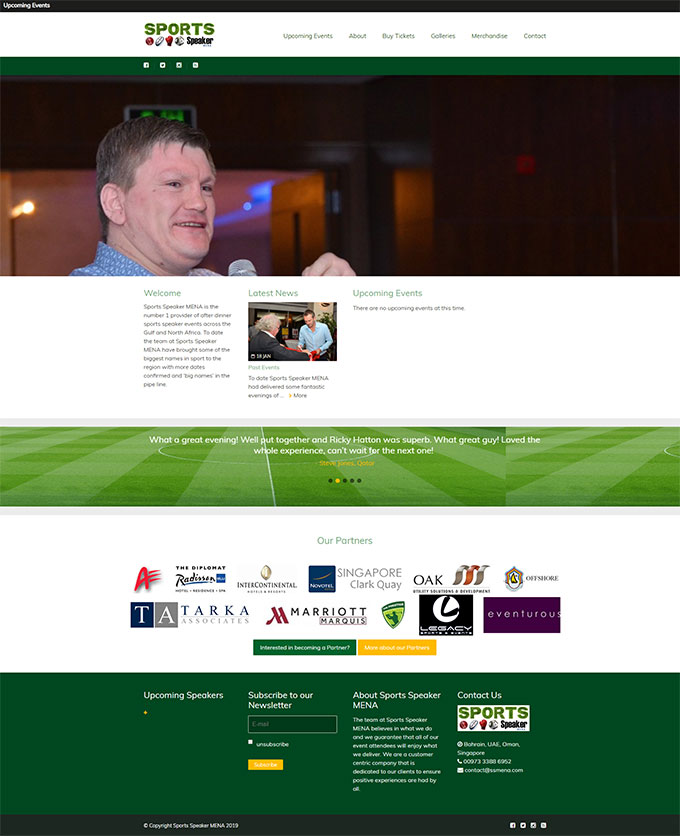 Upcoming Events
SPORTS
Speaker
MENA
Upcoming Events About Buy Tickets Galleries Merchandise Contact
Welcome
Sports Speaker MENA is the
number 1 provider of after-dinner
sports speaker events across the
Gulf and North Africa. To date
the team at Sports Speaker
MENA have brought some of the
biggest names in sport to the
region with more dates
confirmed and 'big names' in the
pipe line.
Latest News
18 JAN
Past Events
To date Sports Speaker MENA
had delivered some fantastic
evenings of ... More
Upcoming Events
There are no upcoming events at this time.
What a great evening! Well put together and Ricky Hatton was superb. What great guy! Loved the
whole experience, can't wait for the next one!
Steve Jones, Qatar
Our Partners
THE DIPLOMAT
Radisson BLU
HOTEL • RESIDENCE • SPA
INTERCONTINENTAL
HOTELS & RESORTS
NOVOTEL
SINGAPORE
Clark Quay
OAK
UTILITY SOLUTIONS & DEVELOPMENT
OFFSHORE
TA TARKA
ASSOCIATES
MARRIOTT
MARQUIS
LEGACY
SPORTS & EVENTS
eventurous
Interested in becoming a Partner? More about our Partners
Upcoming Speakers
Subscribe to our
Newsletter
E-mail
unsubscribe
Subscribe
About Sports Speaker
MENA
The team at Sports Speaker
MENA believes in what we do
and we guarantee that all of our
event attendees will enjoy what
we deliver. We are a customer
centric company that is
dedicated to our clients to ensure
positive experiences are had by
all.
Contact Us
SPORTS
Speaker
MENA
Bahrain, UAE, Oman,
Singapore
00973 3388 6952
contact@ssmena.com
© Copyright Sports Speaker MENA 2019